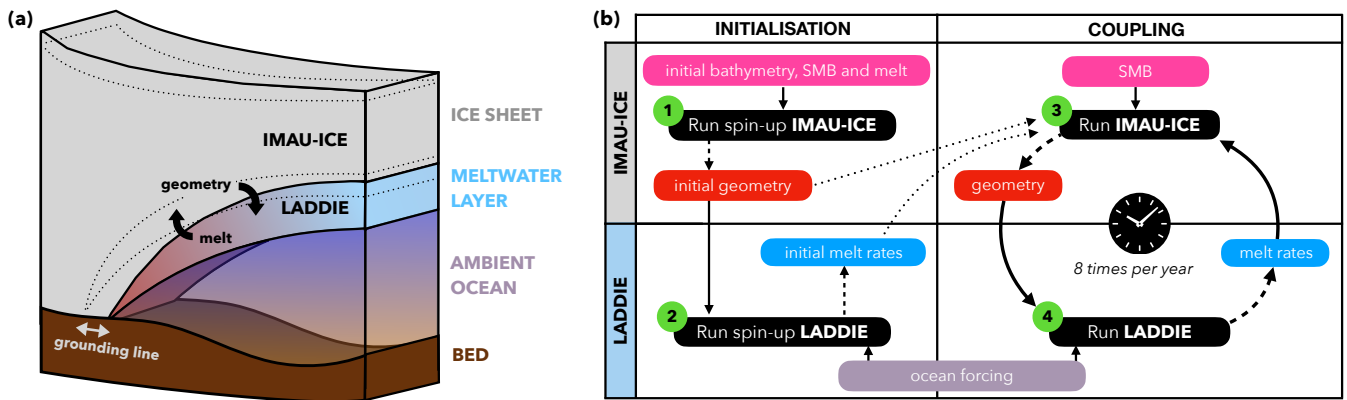 (a)
ICE SHEET
IMAU-ICE
MELTWATER
LAYER
geometry
LADDIE
melt
AMBIENT
OCEAN
grounding line
BED
(b)
INITIALISATION
COUPLING
IMAU-ICE
initial bathymetry, SMB and melt
SMB
1
Run spin-up IMAU-ICE
3
Run IMAU-ICE
initial geometry
geometry
LADDIE
initial melt rates
8 times per year
melt rates
2
Run spin-up LADDIE
4
Run LADDIE
ocean forcing